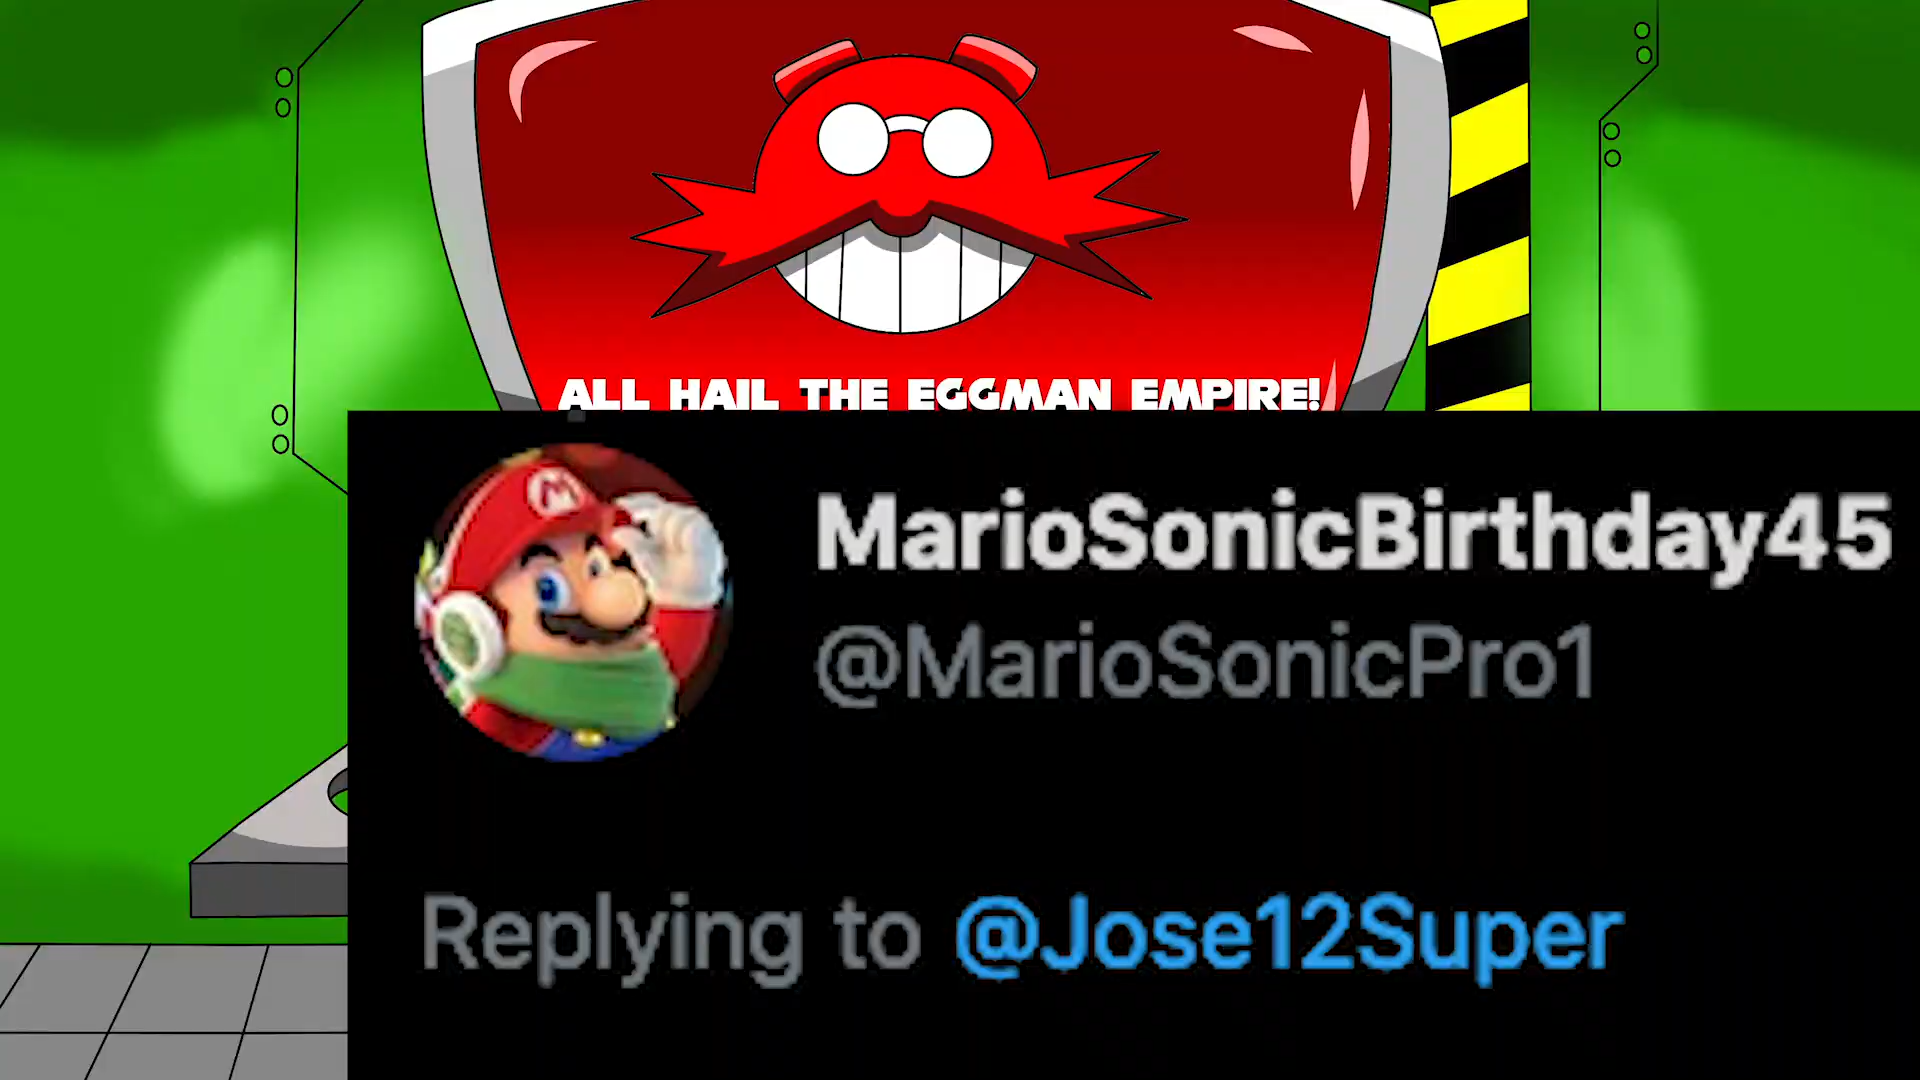 ALL HAIL THE EGGMAN EMPIRE!
M
MarioSonicBirthday45
@MarioSonicPro1
Replying to @Jose12Super